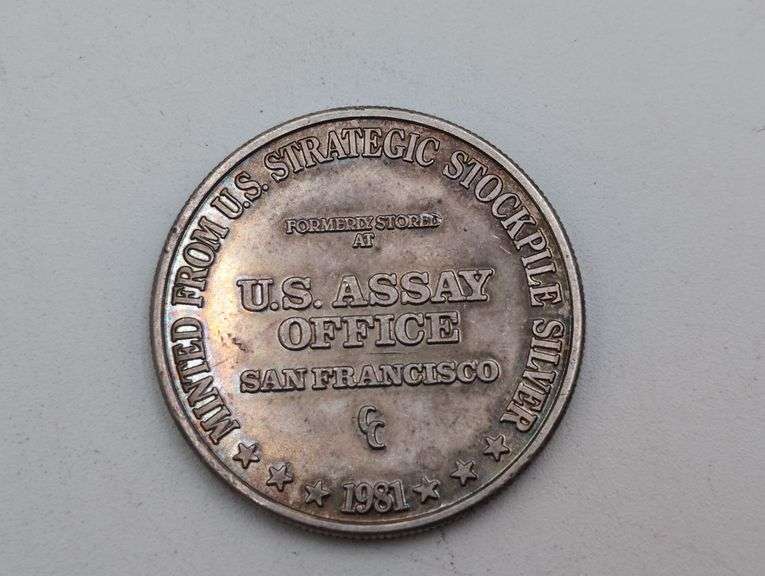 MINTED FROM U.S. STRATEGIC STOCKPILE SILVER
FORMERLY STORED
AT
U.S. ASSAY
OFFICE
SAN FRANCISCO
CC
1981